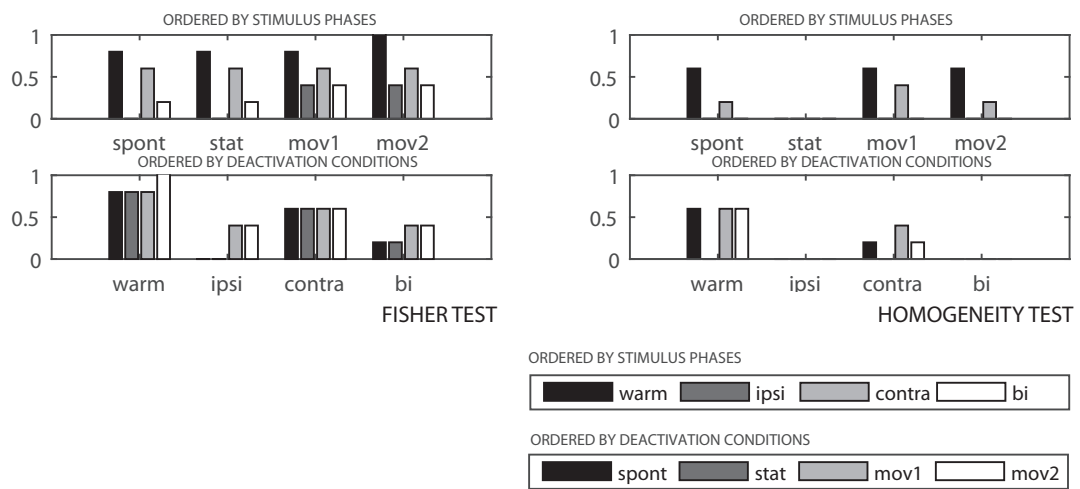 ORDERED BY STIMULUS PHASES
1
0.5
0
spont stat mov1 mov2
ORDERED BY DEACTIVATION CONDITIONS
1
0.5
0
warm ipsi contra bi
FISHER TEST
ORDERED BY STIMULUS PHASES
1
0.5
0
spont stat mov1 mov2
ORDERED BY DEACTIVATION CONDITIONS
1
0.5
0
warm ipsi contra bi
HOMOGENEITY TEST
ORDERED BY STIMULUS PHASES
warm ipsi contra bi
ORDERED BY DEACTIVATION CONDITIONS
spont stat mov1 mov2